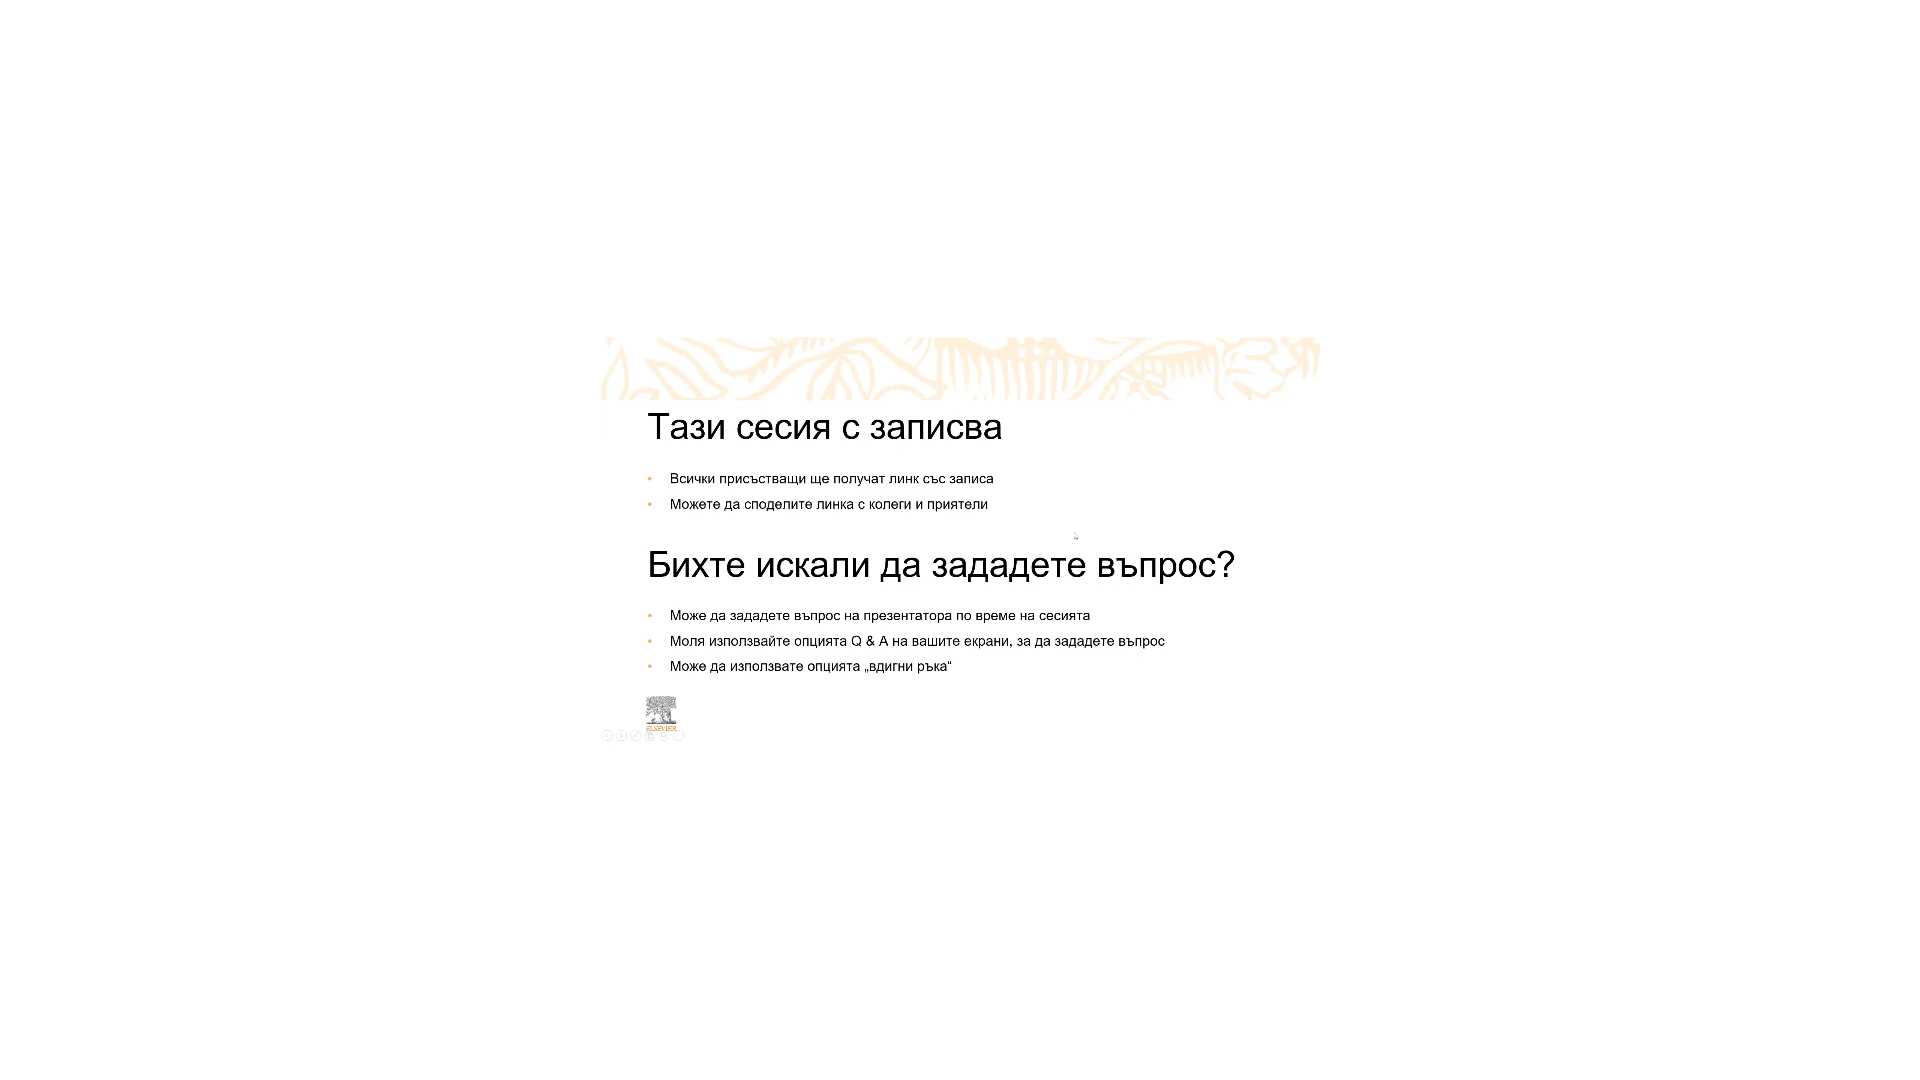 Тази сесия с записва
• Всички присъстващи ще получат линк със записа
• Можете да споделите линка с колеги и приятели
Бихте искали да зададете въпрос?
• Може да зададете въпрос на презентатора по време на сесията
• Моля използвайте опцията Q & A на вашите екрани, за да зададете въпрос
• Може да използвате опцията „вдигни ръка“
ELSEVIER